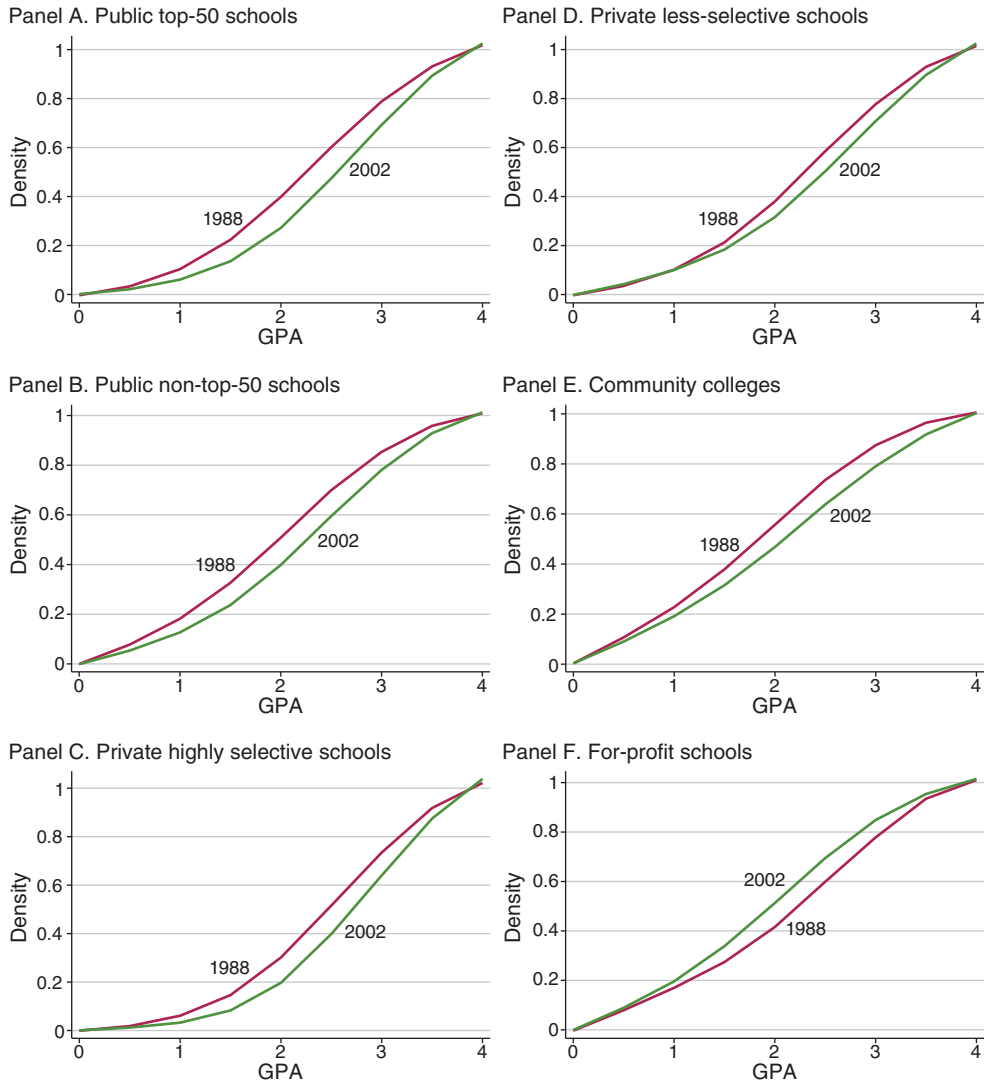 Panel A. Public top-50 schools
Density
1
0.8
0.6
0.4
0.2
0
1988
2002
0 1 2 3 4
GPA
Panel D. Private less-selective schools
Density
1
0.8
0.6
0.4
0.2
0
1988
2002
0 1 2 3 4
GPA
Panel B. Public non-top-50 schools
Density
1
0.8
0.6
0.4
0.2
0
1988
2002
0 1 2 3 4
GPA
Panel E. Community colleges
Density
1
0.8
0.6
0.4
0.2
0
1988
2002
0 1 2 3 4
GPA
Panel C. Private highly selective schools
Density
1
0.8
0.6
0.4
0.2
0
1988
2002
0 1 2 3 4
GPA
Panel F. For-profit schools
Density
1
0.8
0.6
0.4
0.2
0
2002
1988
0 1 2 3 4
GPA